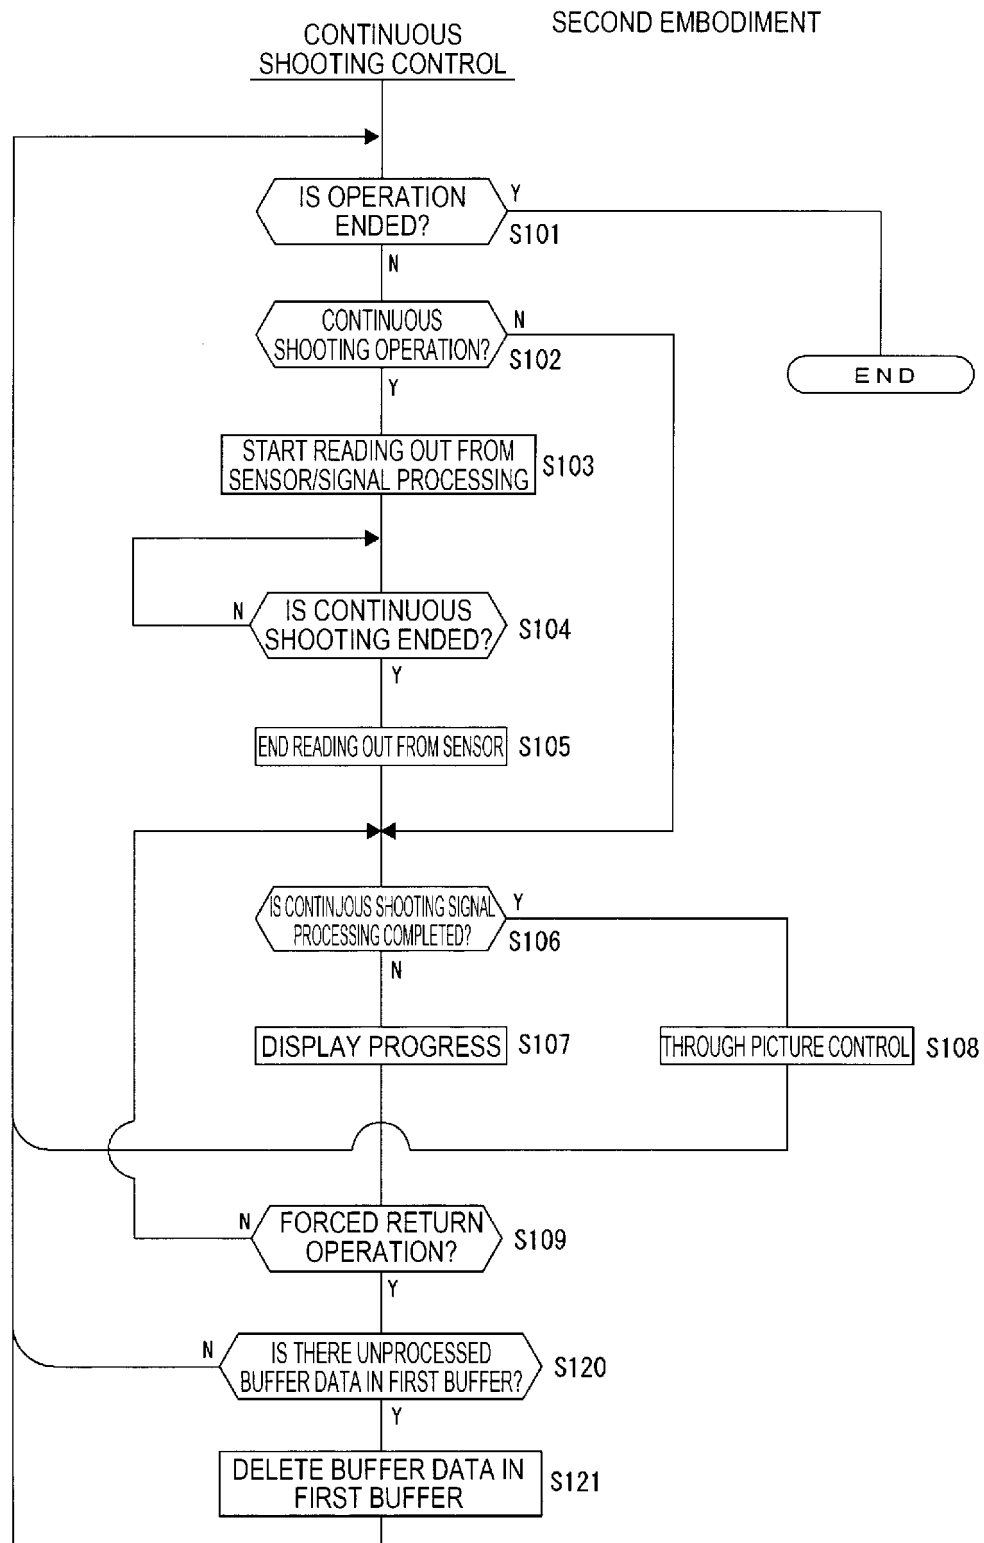 SECOND EMBODIMENT
CONTINUOUS
SHOOTING CONTROL
IS OPERATION
ENDED?
Y
S101
N
CONTINUOUS
SHOOTING OPERATION?
N
S102
END
Y
START READING OUT FROM
SENSOR/SIGNAL PROCESSING
S103
N
IS CONTINUOUS
SHOOTING ENDED?
S104
Y
END READING OUT FROM SENSOR
S105
IS CONTINJOUS SHOOTING SIGNAL
PROCESSING COMPLETED?
Y
S106
N
DISPLAY PROGRESS
S107
THROUGH PICTURE CONTROL
S108
N
FORCED RETURN
OPERATION?
S109
Y
N
IS THERE UNPROCESSED
BUFFER DATA IN FIRST BUFFER?
S120
Y
DELETE BUFFER DATA IN
FIRST BUFFER
S121